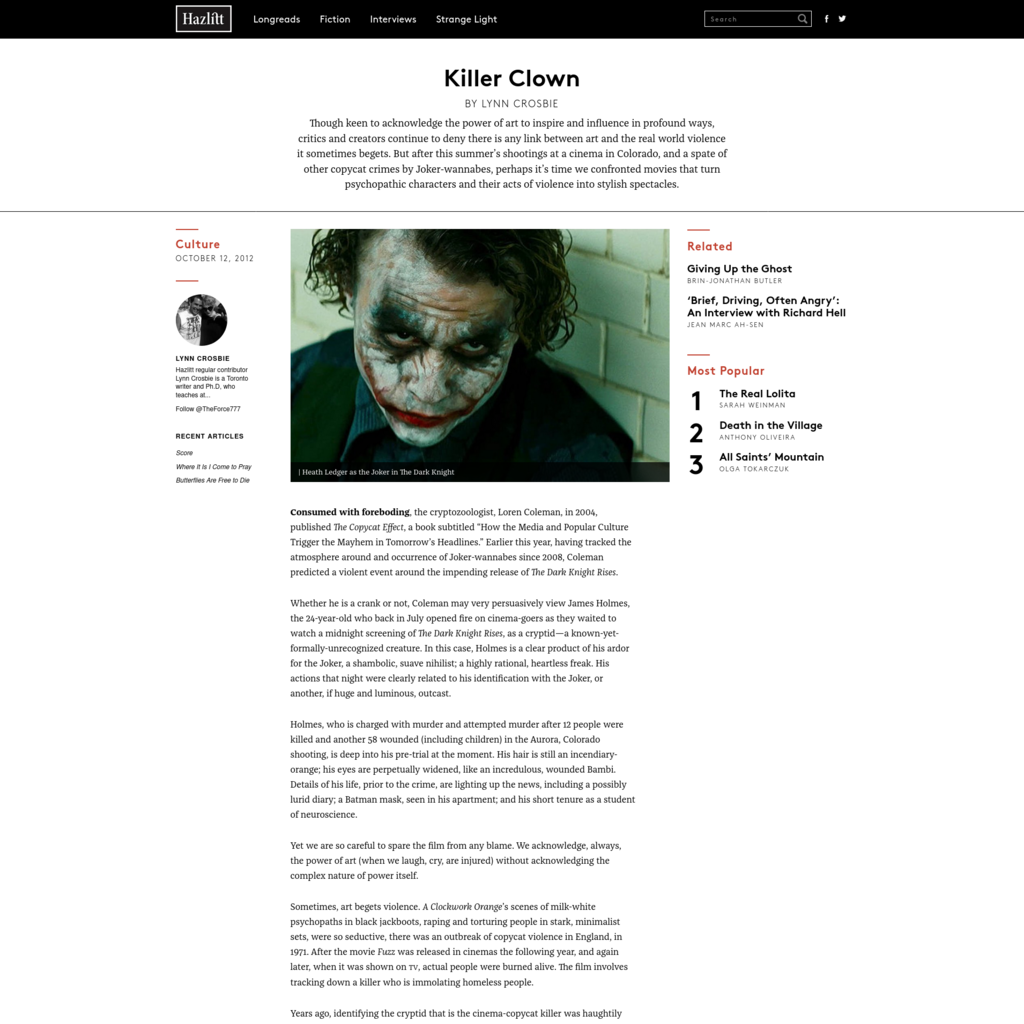 Hazlitt
Longreads
Fiction
Interviews
Strange Light
Search
Killer Clown
BY LYNN CROSBIE
Though keen to acknowledge the power of art to inspire and influence in profound ways,
critics and creators continue to deny there is any link between art and the real world violence
it sometimes begets. But after this summer's shootings at a cinema in Colorado, and a spate of
other copycat crimes by Joker-wannabes, perhaps it's time we confronted movies that turn
psychopathic characters and their acts of violence into stylish spectacles.
Culture
OCTOBER 12, 2012
LYNN CROSBIE
Hazlitt regular contributor
Lynn Crosbie is a Toronto
writer and Ph.D, who
teaches at...
Follow @TheForce777
RECENT ARTICLES
Score
Where It Is I Come to Pray
Butterflies Are Free to Die
| Heath Ledger as the Joker in The Dark Knight
Consumed with foreboding, the cryptozoologist, Loren Coleman, in 2004,
published The Copycat Effect, a book subtitled "How the Media and Popular Culture
Trigger the Mayhem in Tomorrow's Headlines." Earlier this year, having tracked the
atmosphere around and occurrence of Joker-wannabes since 2008, Coleman
predicted a violent event around the impending release of The Dark Knight Rises.
Whether he is a crank or not, Coleman may very persuasively view James Holmes,
the 24-year-old who back in July opened fire on cinema-goers as they waited to
watch a midnight screening of The Dark Knight Rises, as a cryptid—a known-yet-
formally-unrecognized creature. In this case, Holmes is a clear product of his ardor
for the Joker, a shambolic, suave nihilist; a highly rational, heartless freak. His
actions that night were clearly related to his identification with the Joker, or
another, if huge and luminous, outcast.
Holmes, who is charged with murder and attempted murder after 12 people were
killed and another 58 wounded (including children) in the Aurora, Colorado
shooting, is deep into his pre-trial at the moment. His hair is still an incendiary-
orange; his eyes are perpetually widened, like an incredulous, wounded Bambi.
Details of his life, prior to the crime, are lighting up the news, including a possibly
lurid diary; a Batman mask, seen in his apartment; and his short tenure as a student
of neuroscience.
Yet we are so careful to spare the film from any blame. We acknowledge, always,
the power of art (when we laugh, cry, are injured) without acknowledging the
complex nature of power itself.
Sometimes, art begets violence. A Clockwork Orange's scenes of milk-white
psychopaths in black jackboots, raping and torturing people in stark, minimalist
sets, were so seductive, there was an outbreak of copycat violence in England, in
1971. After the movie Fuzz was released in cinemas the following year, and again
later, when it was shown on TV, actual people were burned alive. The film involves
tracking down a killer who is immolating homeless people.
Years ago, identifying the cryptid that is the cinema-copycat killer was haughtily
Related
Giving Up the Ghost
BRIN-JONATHAN BUTLER
'Brief, Driving, Often Angry':
An Interview with Richard Hell
JEAN MARC AH-SEN
Most Popular
1
The Real Lolita
SARAH WEINMAN
2
Death in the Village
ANTHONY OLIVEIRA
3
All Saints' Mountain
OLGA TOKARCZUK